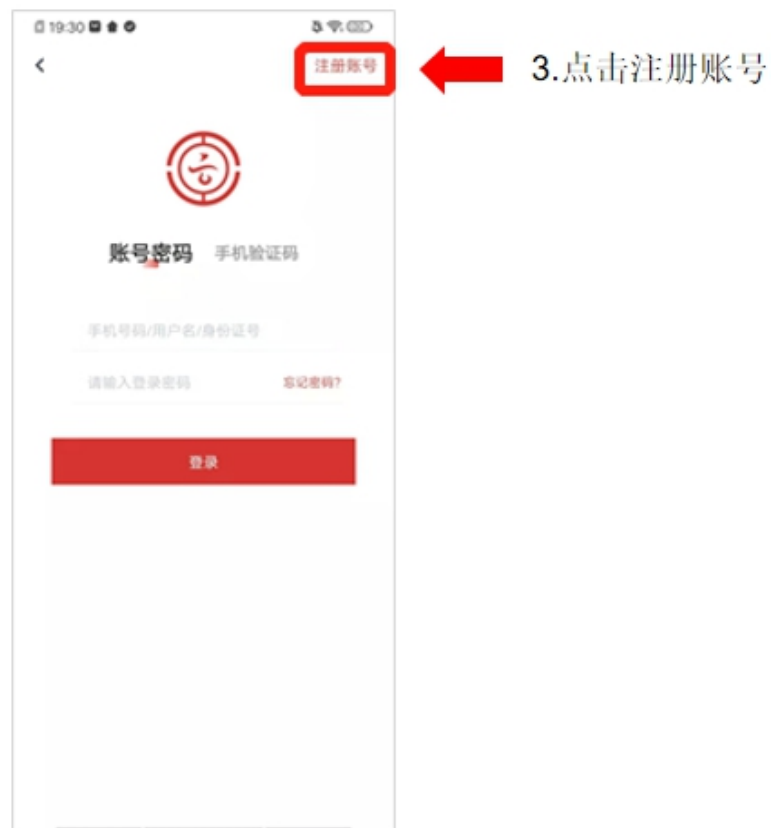 19:30
注册账号
3.点击注册账号
账号密码 手机验证码
手机号码/用户名/身份证号
请输入登录密码 忘记密码?
登录